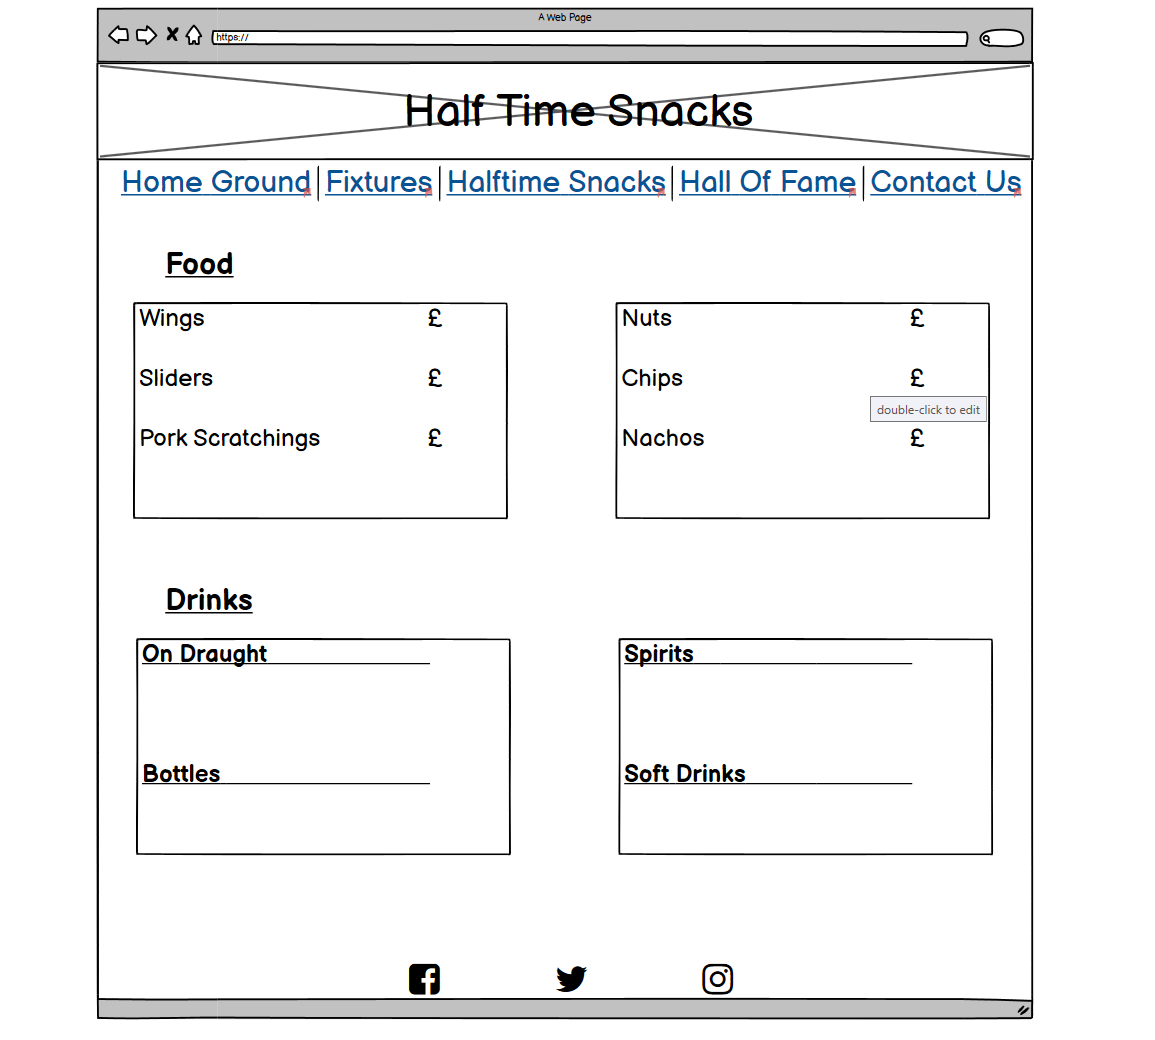 A Web Page
https://
Half Time Snacks
Home Ground | Fixtures | Halftime Snacks | Hall Of Fame | Contact Us
Food
Wings £
Sliders £
Pork Scratchings £
Nuts £
Chips £
double-click to edit
Nachos £
Drinks
On Draught
Bottles
Spirits
Soft Drinks